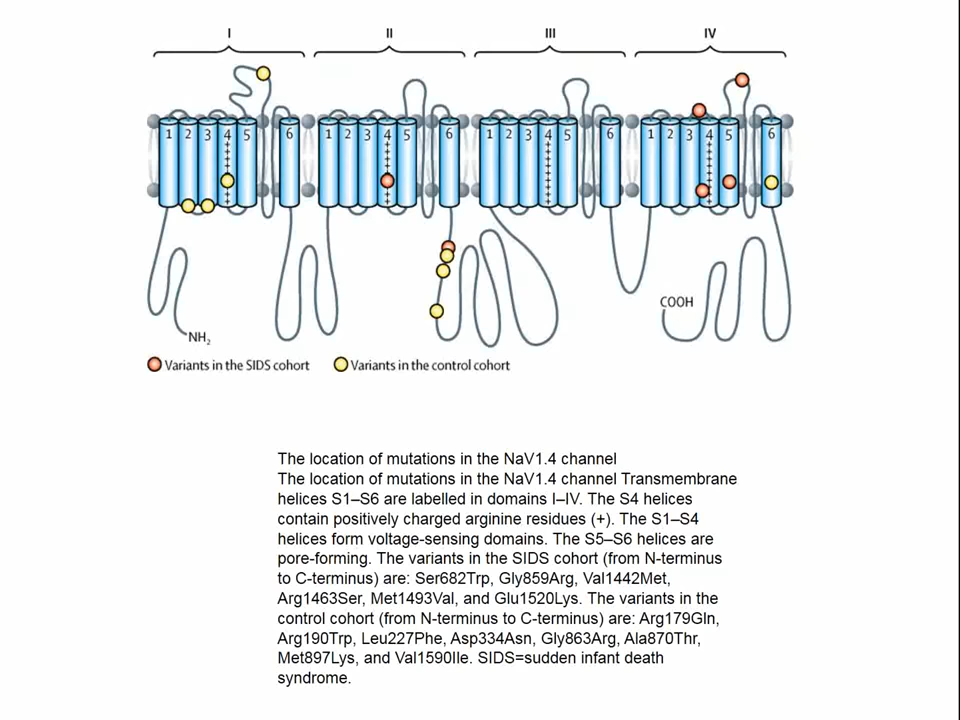 I II III IV
1 2 3 4 5 6 1 2 3 4 5 6 1 2 3 4 5 6 1 2 3 4 5 6
COOH
NH2
Variants in the SIDS cohort Variants in the control cohort
The location of mutations in the NaV1.4 channel
The location of mutations in the NaV1.4 channel Transmembrane
helices S1–S6 are labelled in domains I–IV. The S4 helices
contain positively charged arginine residues (+). The S1–S4
helices form voltage-sensing domains. The S5–S6 helices are
pore-forming. The variants in the SIDS cohort (from N-terminus
to C-terminus) are: Ser682Trp, Gly859Arg, Val1442Met,
Arg1463Ser, Met1493Val, and Glu1520Lys. The variants in the
control cohort (from N-terminus to C-terminus) are: Arg179Gln,
Arg190Trp, Leu227Phe, Asp334Asn, Gly863Arg, Ala870Thr,
Met897Lys, and Val1590Ile. SIDS=sudden infant death
syndrome.